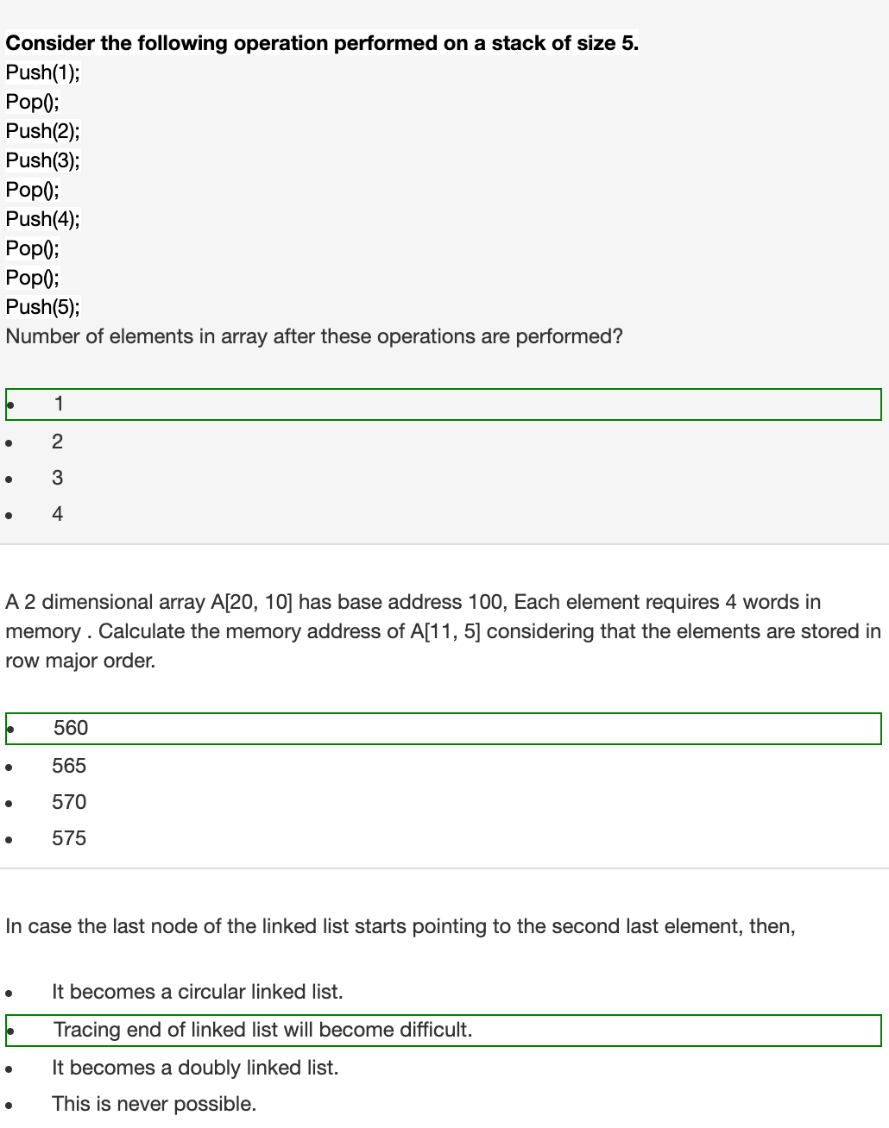 Consider the following operation performed on a stack of size 5.
Push(1);
Pop();
Push(2);
Push(3);
Pop();
Push(4);
Pop();
Pop();
Push(5);
Number of elements in array after these operations are performed?
• 1
• 2
• 3
• 4
A 2 dimensional array A[20, 10] has base address 100, Each element requires 4 words in
memory . Calculate the memory address of A[11, 5] considering that the elements are stored in
row major order.
• 560
• 565
• 570
• 575
In case the last node of the linked list starts pointing to the second last element, then,
• It becomes a circular linked list.
• Tracing end of linked list will become difficult.
• It becomes a doubly linked list.
• This is never possible.